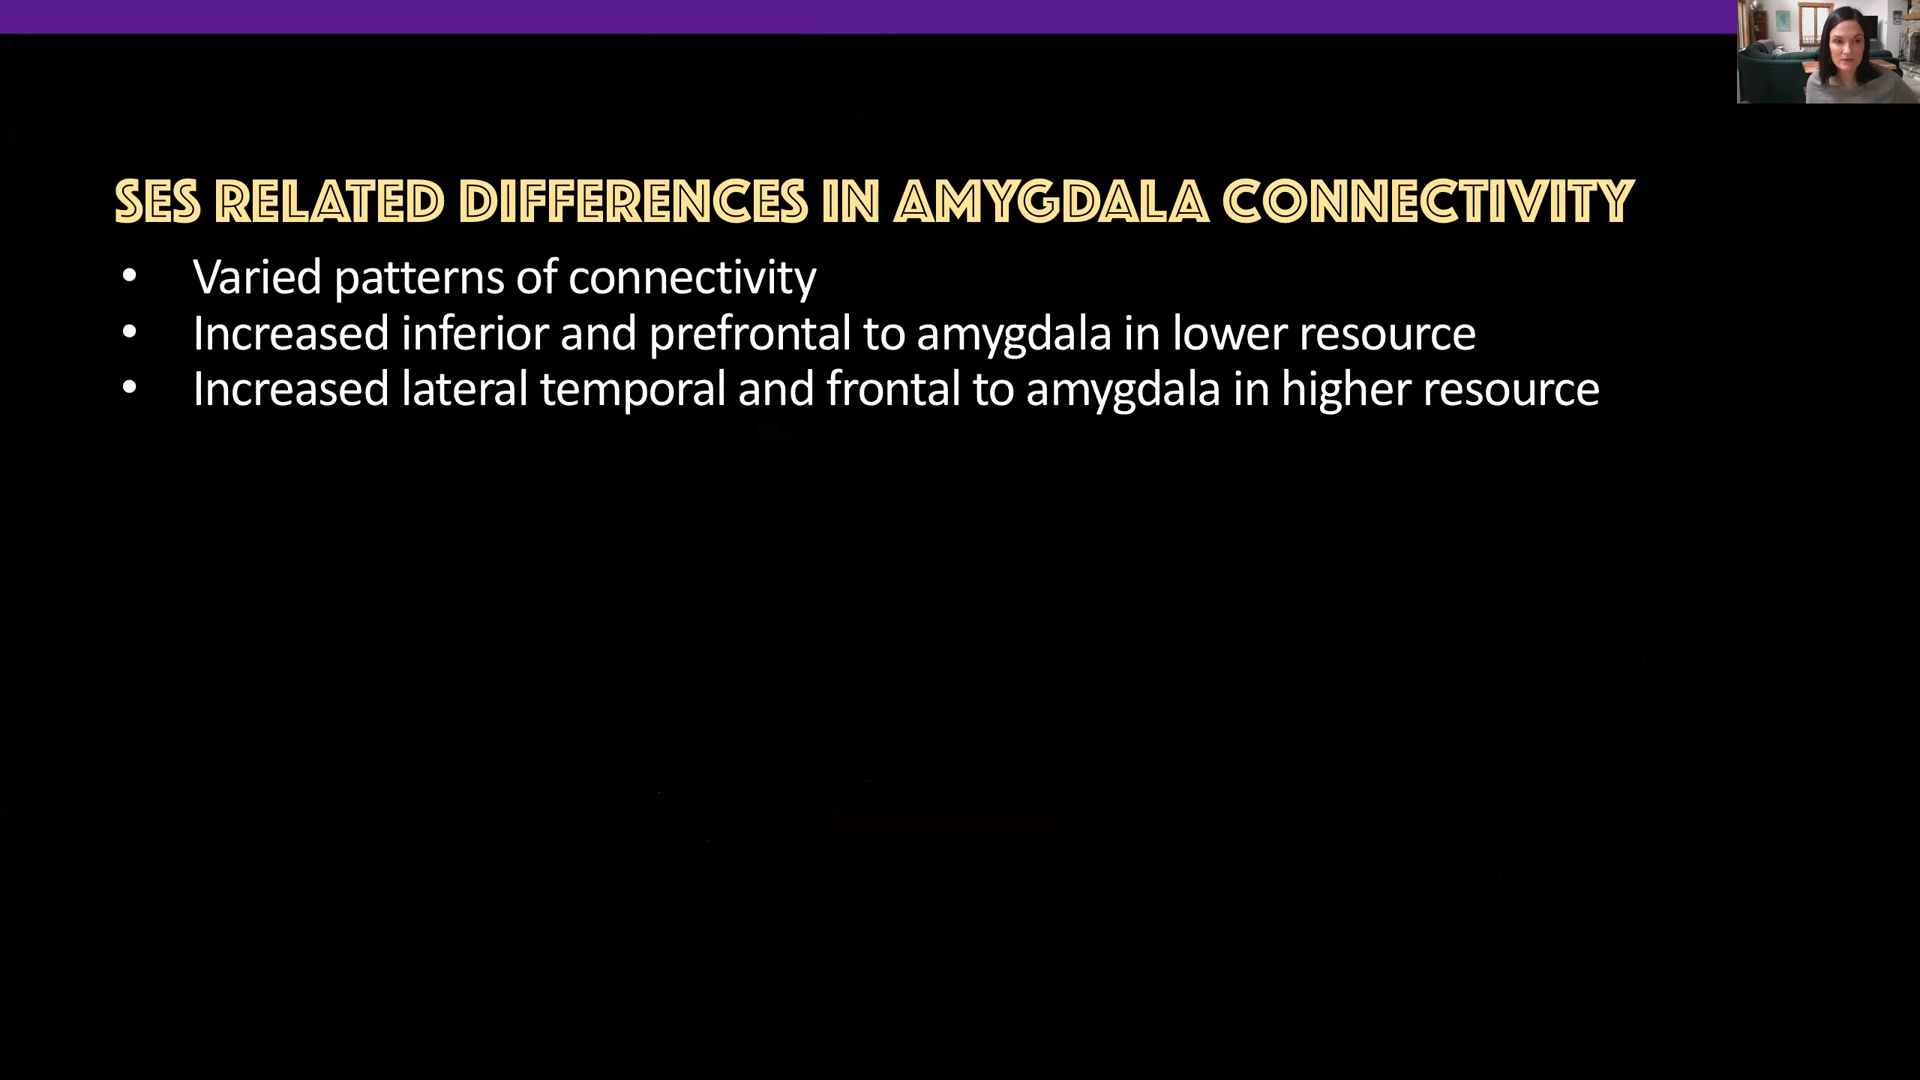 SES RELATED DIFFERENCES IN AMYGDALA CONNECTIVITY
• Varied patterns of connectivity
• Increased inferior and prefrontal to amygdala in lower resource
• Increased lateral temporal and frontal to amygdala in higher resource